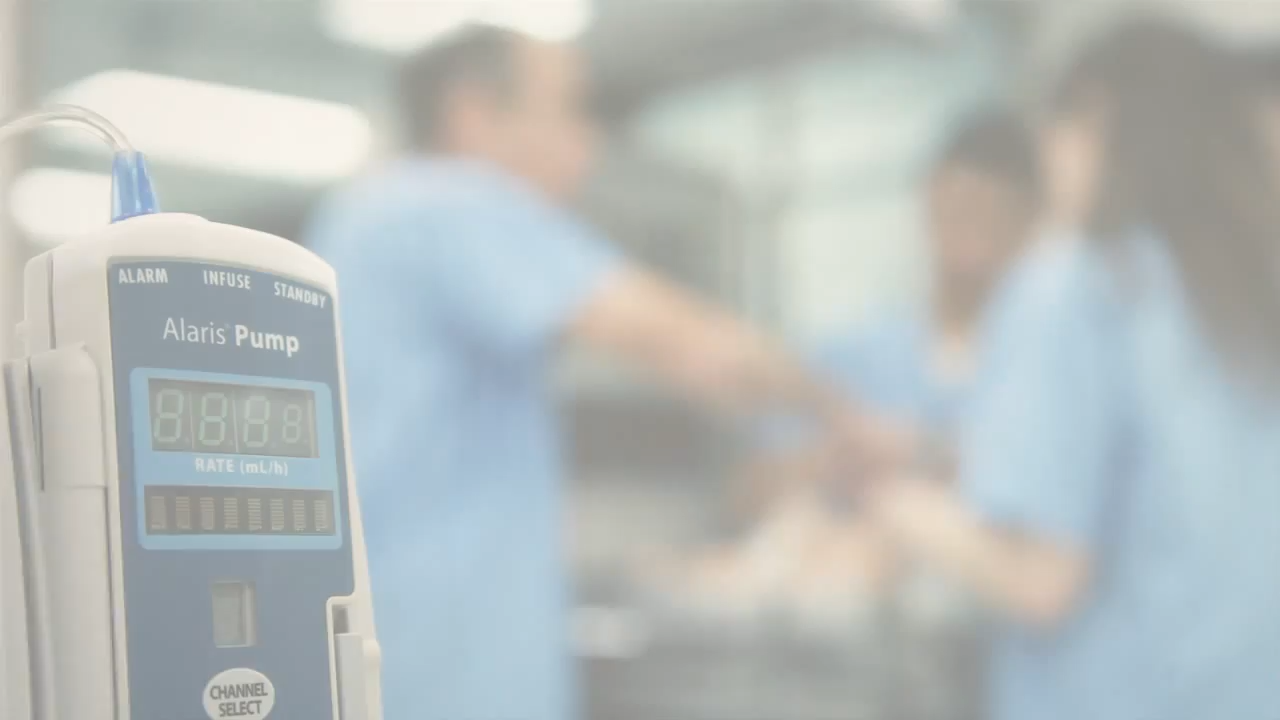 ALARM INFUSE STANDBY
Alaris Pump
RATE (mL/h)
CHANNEL
SELECT